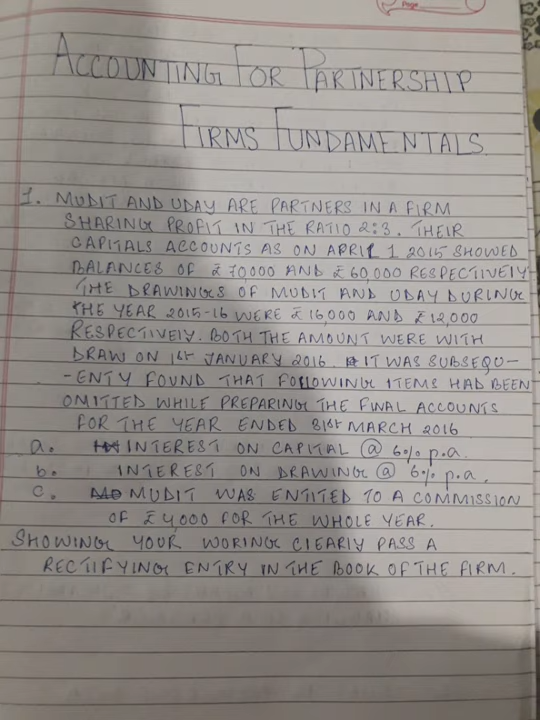 Page
ACCOUNTING FOR PARTNERSHIP
FIRMS FUNDAMENTALS
1. MUDIT AND UDAY ARE PARTNERS IN A FIRM
SHARING PROFIT IN THE RATIO 2:3. THEIR
CAPITALS ACCOUNTS AS ON APRIL 1 2015 SHOWED
BALANCES OF ₹ 70000 AND ₹ 60,000 RESPECTIVELY
THE DRAWINGS OF MUDIT AND UDAY DURING
THE YEAR 2015-16 WERE ₹ 16000 AND ₹ 12,000
RESPECTIVELY. BOTH THE AMOUNT WERE WITH
DRAW ON 1st JANUARY 2016. IT WAS SUBSEQU-
-ENTY FOUND THAT FOLLOWING ITEMS HAD BEEN
OMITTED WHILE PREPARING THE FINAL ACCOUNTS
FOR THE YEAR ENDED 31st MARCH 2016
a. INTEREST ON CAPITAL @ 6% p.a.
b. INTEREST ON DRAWING @ 6% p.a.
c. MUDIT WAS ENTITED TO A COMMISSION
OF ₹ 4,000 FOR THE WHOLE YEAR.
SHOWING YOUR WORING CLEARLY PASS A
RECTIFYING ENTRY IN THE BOOK OF THE FIRM.